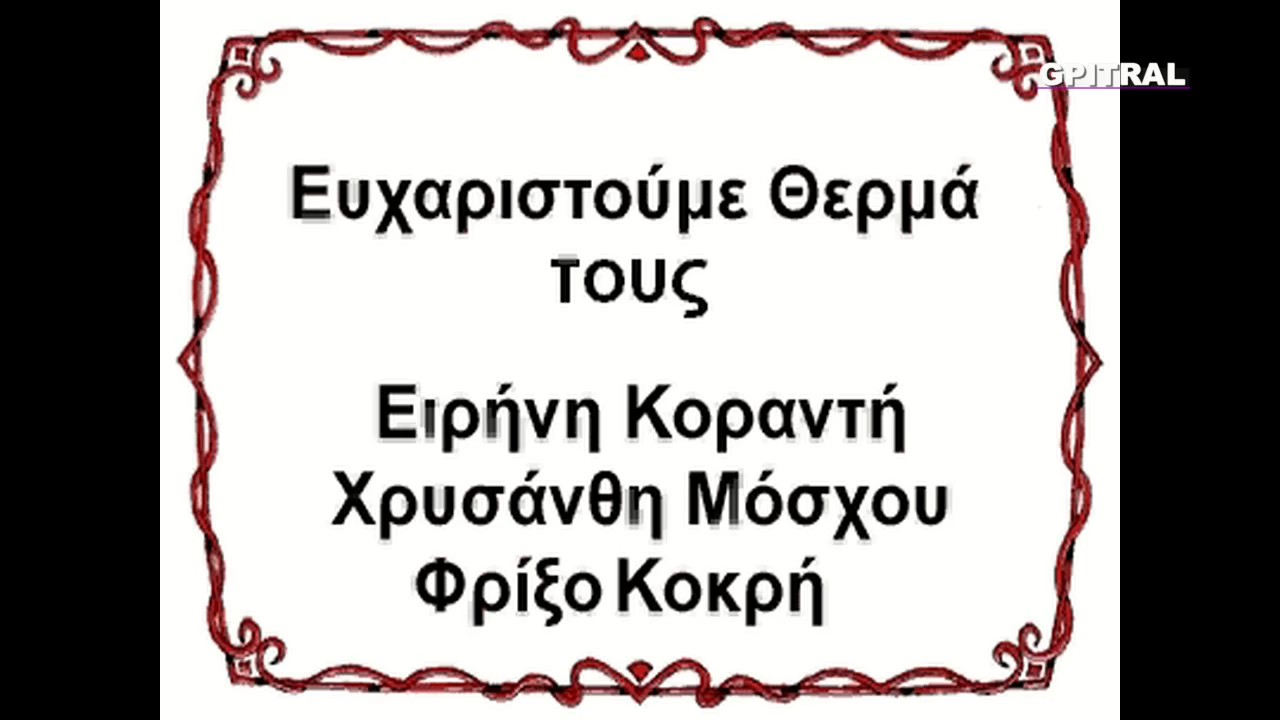 GPITRAL
Ευχαριστούμε Θερμά
τους
Ειρήνη Κοραντή
Χρυσάνθη Μόσχου
Φρίξο Κοκρή